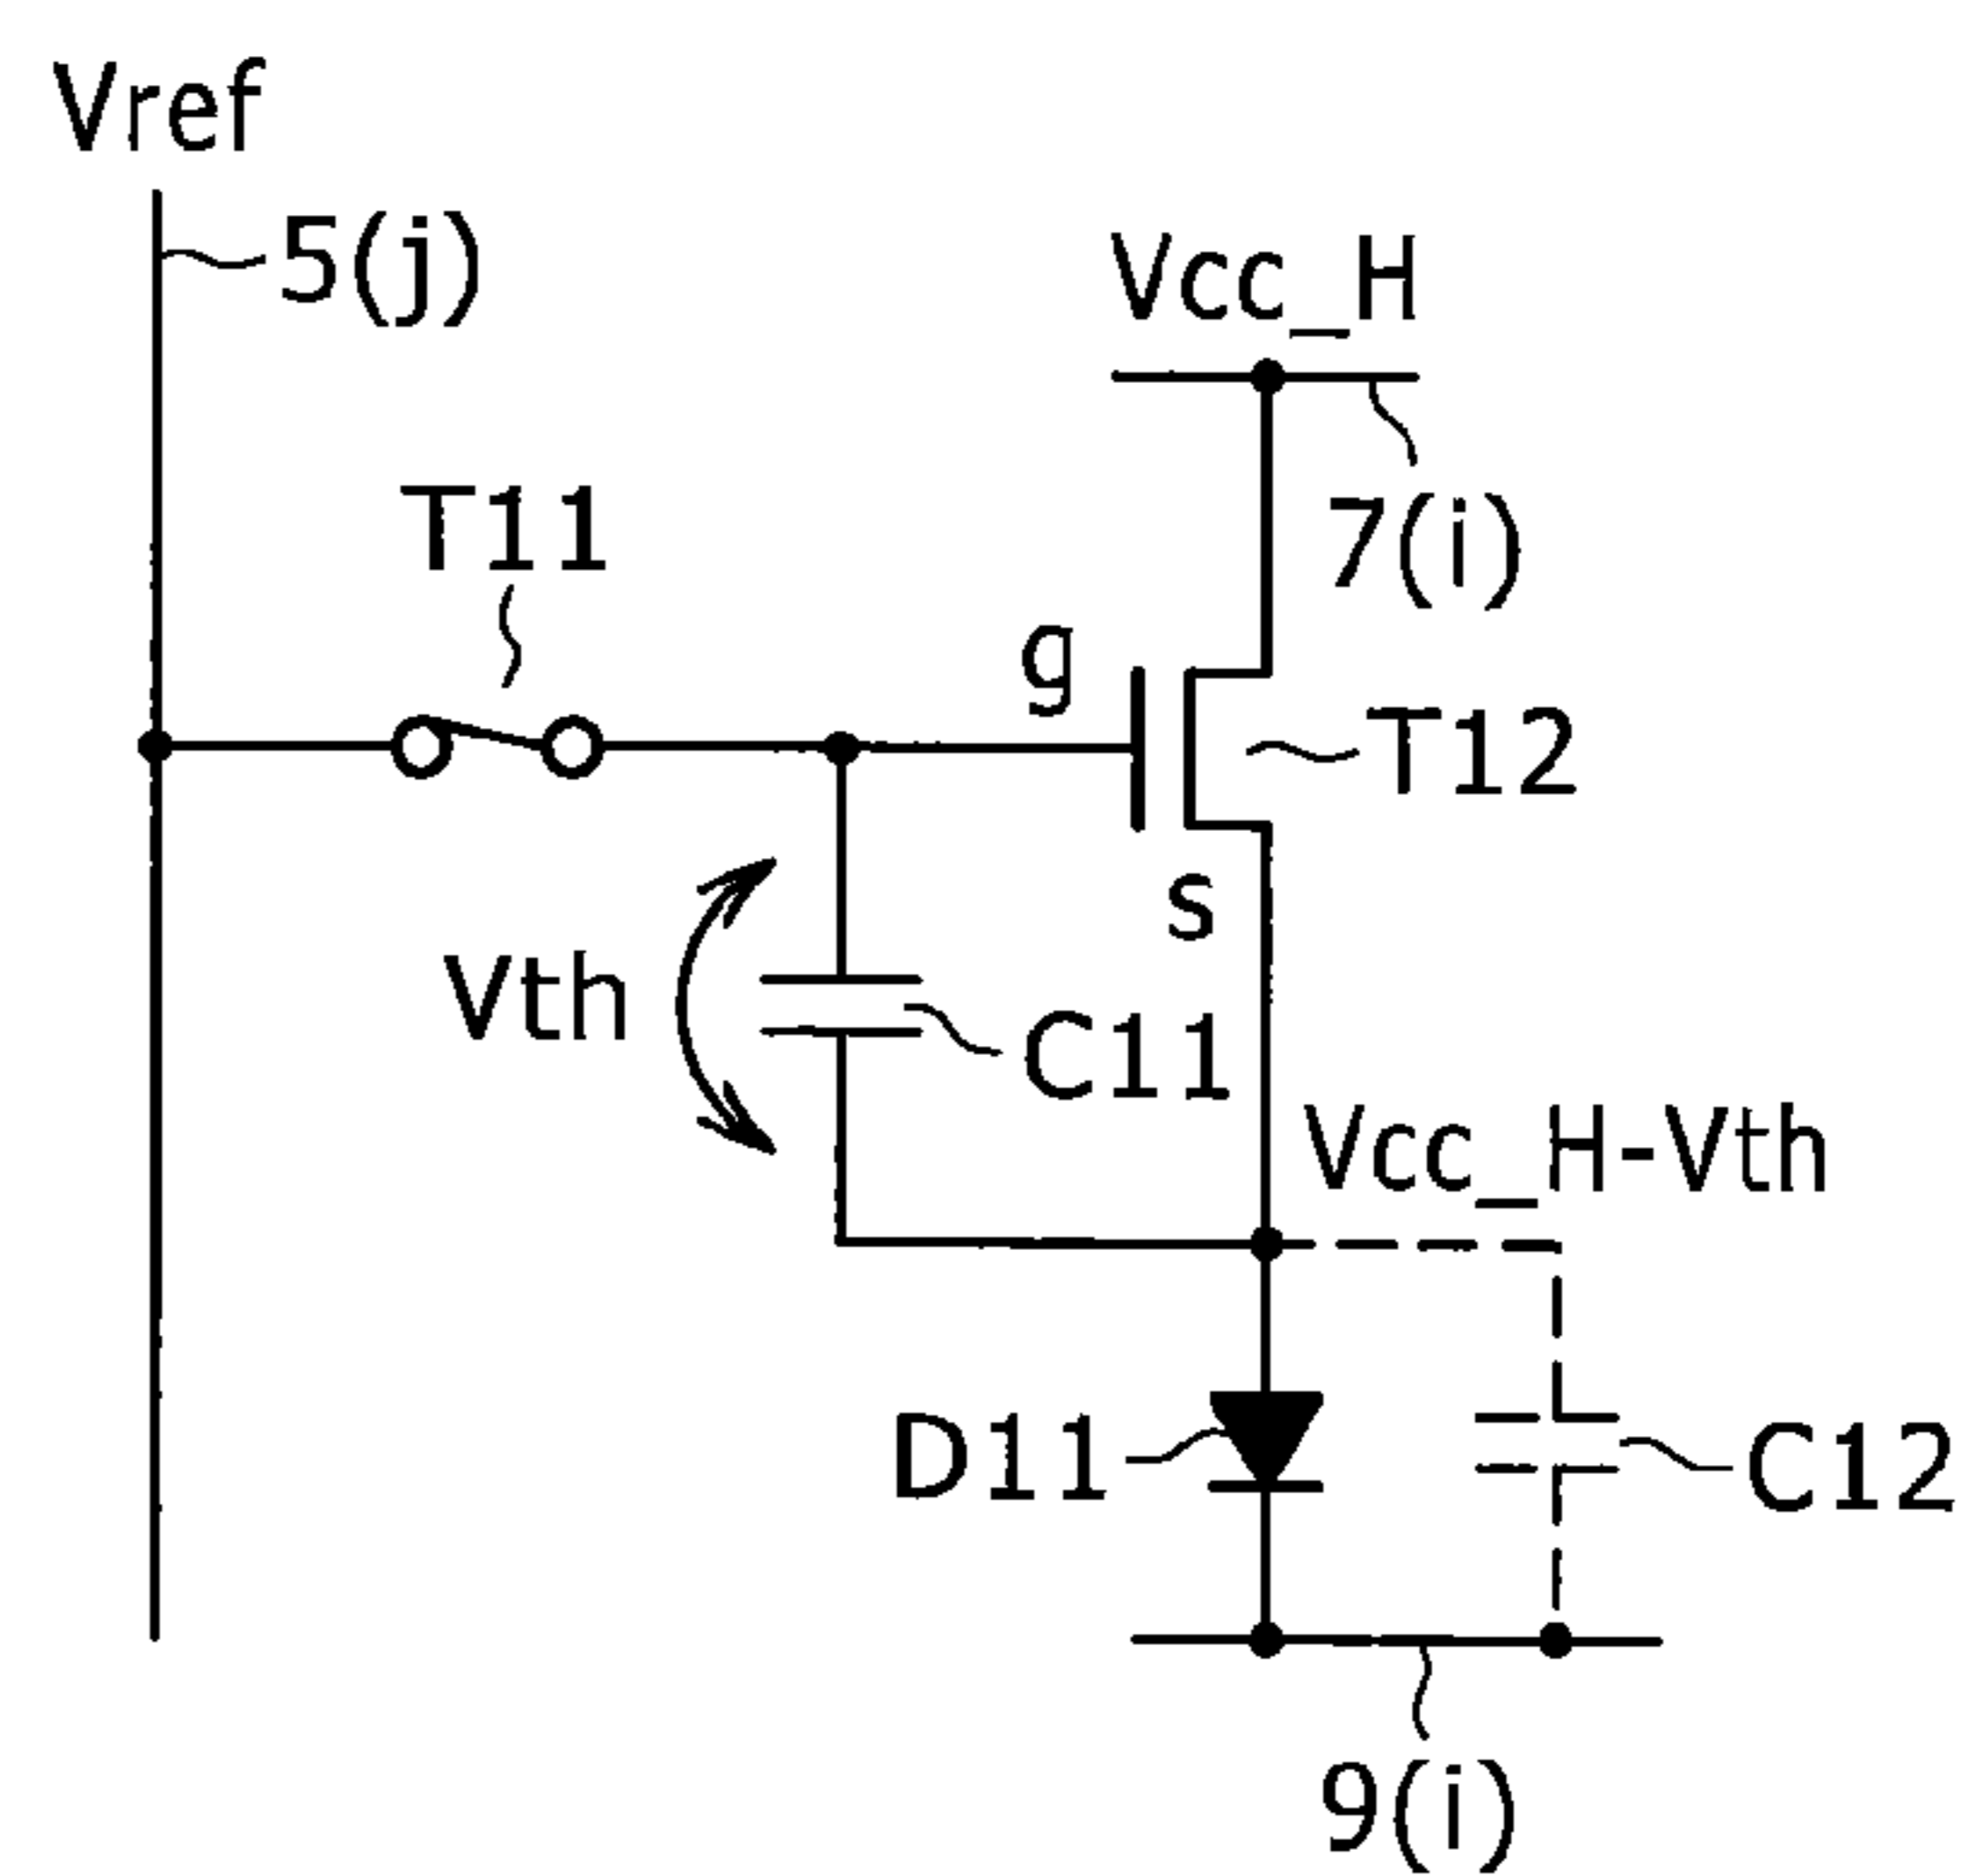 Vref
5(j)
Vcc_H
T11
7(i)
g
T12
s
Vth
C11
Vcc_H-Vth
D11
C12
9(i)